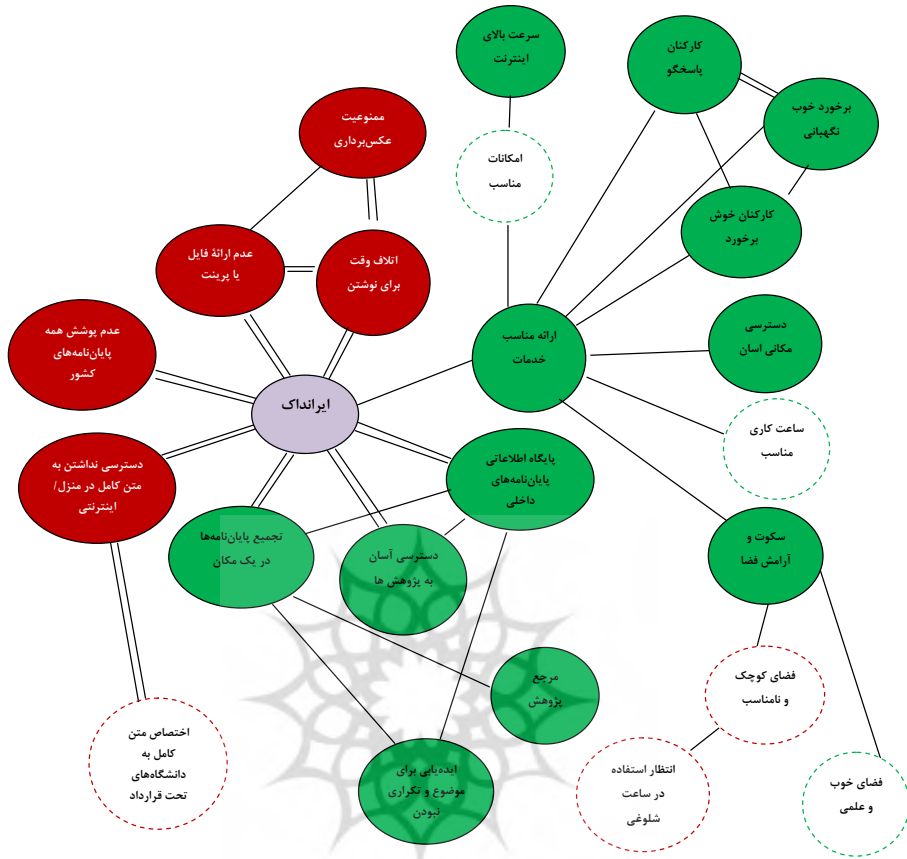 سرعت بالای
اینترنت
کارکنان
پاسخگو
برخورد خوب
نگهبانی
ممنوعیت
عکس‌برداری
امکانات
مناسب
کارکنان خوش
برخورد
اتلاف وقت
برای نوشتن
عدم ارائهٔ فایل
یا پرینت
عدم پوشش همه
پایان‌نامه‌های
کشور
ارائه مناسب
خدمات
دسترسی
مکانی اسان
ایرانداک
ساعت کاری
مناسب
پایگاه اطلاعاتی
پایان‌نامه‌های
داخلی
دسترسی نداشتن به
متن کامل در منزل/
اینترنتی
سکوت و
آرامش فضا
دسترسی آسان
به پژوهش ها
تجمیع پایان‌نامه‌ها
در یک مکان
مرجع
پژوهش
فضای کوچک
و نامناسب
اختصاص متن
کامل به
دانشگاه‌های
تحت قرارداد
ایده‌یابی برای
موضوع و تکراری
نبودن
انتظار استفاده
در ساعت
شلوغی
فضای خوب
و علمی